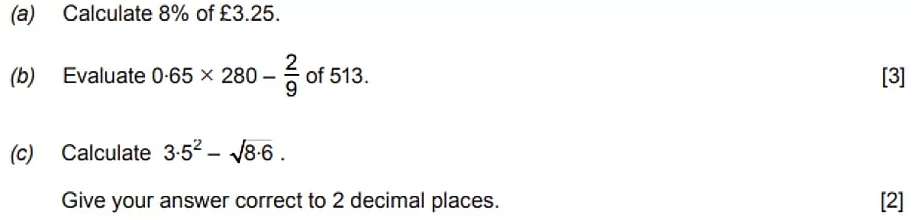 (a) Calculate 8% of £3.25.
(b) Evaluate 0·65 × 280 – 2/9 of 513. [3]
(c) Calculate 3·5² – √8·6 .
Give your answer correct to 2 decimal places. [2]